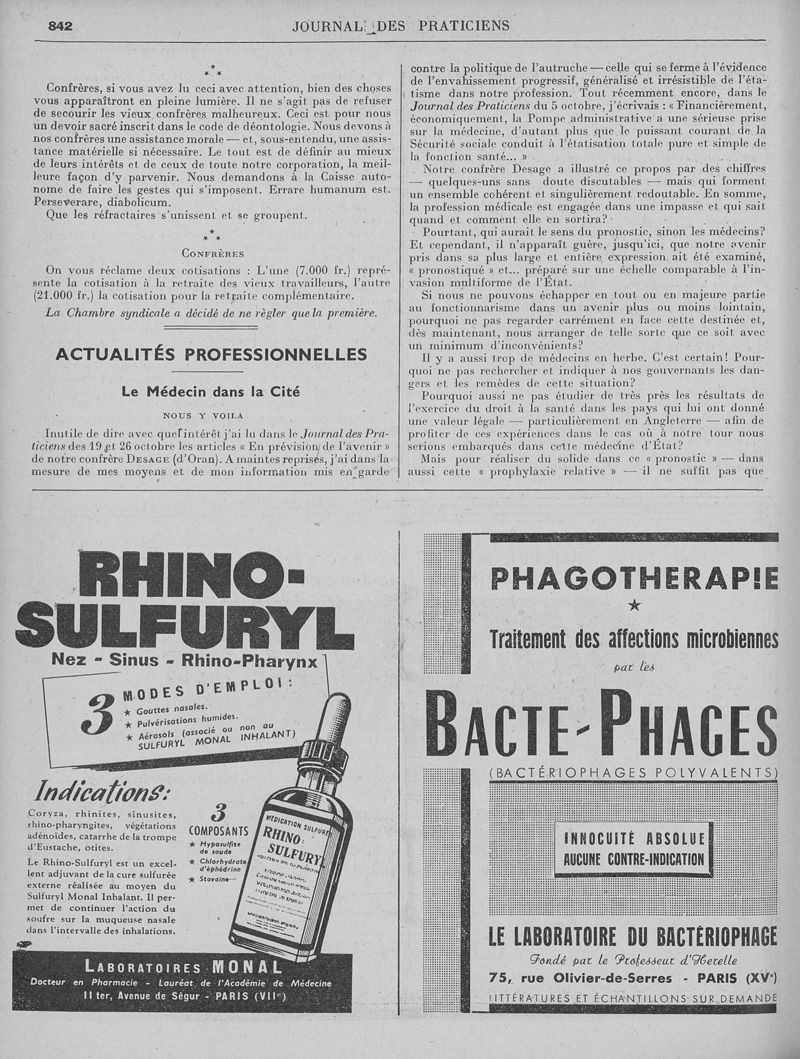 842
JOURNAL DES PRATICIENS
* * *
Confrères, si vous avez lu ceci avec attention, bien des choses
vous apparaîtront en pleine lumière. Il ne s'agit pas de refuser
de secourir les vieux confrères malheureux. Ceci est pour nous
un devoir sacré inscrit dans le code de déontologie. Nous devons à
nos confrères une assistance morale — et, sous-entendu, une assis-
tance matérielle si nécessaire. Le tout est de définir au mieux
de leurs intérêts et de ceux de toute notre corporation, la meil-
leure façon d'y parvenir. Nous demandons à la Caisse auto-
nome de faire les gestes qui s'imposent. Errare humanum est.
Perseverare, diabolicum.
Que les réfractaires s'unissent et se groupent.
* * *
CONFRÈRES
On vous réclame deux cotisations : L'une (7.000 fr.) repré-
sente la cotisation à la retraite des vieux travailleurs, l'autre
(21.000 fr.) la cotisation pour la retraite complémentaire.
La Chambre syndicale a décidé de ne règler que la première.
ACTUALITÉS PROFESSIONNELLES
Le Médecin dans la Cité
NOUS Y VOILA
Inutile de dire avec quel intérêt j'ai lu dans le Journal des Pra-
ticiens des 19 et 26 octobre les articles « En prévision de l'avenir »
de notre confrère DESAGE (d'Oran). A maintes reprises, j'ai dans la
mesure de mes moyens et de mon information mis en garde
contre la politique de l'autruche — celle qui se ferme à l'évidence
de l'envahissement progressif, généralisé et irrésistible de l'éta-
tisme dans notre profession. Tout récemment encore, dans le
Journal des Praticiens du 5 octobre, j'écrivais : « Financièrement,
économiquement, la Pompe administrative a une sérieuse prise
sur la médecine, d'autant plus que le puissant courant de la
Sécurité sociale conduit à l'étatisation totale pure et simple de
la fonction santé... »
Notre confrère Desage a illustré ce propos par des chiffres
— quelques-uns sans doute discutables — mais qui forment
un ensemble cohérent et singulièrement redoutable. En somme,
la profession médicale est engagée dans une impasse et qui sait
quand et comment elle en sortira?
Pourtant, qui aurait le sens du pronostic, sinon les médecins?
Et cependant, il n'apparaît guère, jusqu'ici, que notre avenir
pris dans sa plus large et entière expression ait été examiné,
« pronostiqué » et... préparé sur une échelle comparable à l'in-
vasion multiforme de l'État.
Si nous ne pouvons échapper en tout ou en majeure partie
au fonctionnarisme dans un avenir plus ou moins lointain,
pourquoi ne pas regarder carrément en face cette destinée et,
dès maintenant, nous arranger de telle sorte que ce soit avec
un minimum d'inconvénients?
Il y a aussi trop de médecins en herbe. C'est certain! Pour-
quoi ne pas rechercher et indiquer à nos gouvernants les dan-
gers et les remèdes de cette situation?
Pourquoi aussi ne pas étudier de très près les résultats de
l'exercice du droit à la santé dans les pays qui lui ont donné
une valeur légale — particulièrement en Angleterre — afin de
profiter de ces expériences dans le cas où à notre tour nous
serions embarqués dans cette médecine d'État?
Mais pour réaliser du solide dans ce « pronostic » — dans
aussi cette « prophylaxie relative » — il ne suffit pas que
RHINO-
SULFURYL
Nez - Sinus - Rhino-Pharynx
3 MODES D'EMPLOI :
★ Gouttes nasales.
★ Pulvérisations humides.
★ Aérosols (associé ou non au
SULFURYL MONAL INHALANT)
Indications:
Coryza, rhinites, sinusites,
rhino-pharyngites, végétations
adénoïdes, catarrhe de la trompe
d'Eustache, otites.
Le Rhino-Sulfuryl est un excel-
lent adjuvant de la cure sulfurée
externe réalisée au moyen du
Sulfuryl Monal Inhalant. Il per-
met de continuer l'action du
soufre sur la muqueuse nasale
dans l'intervalle des inhalations.
3
COMPOSANTS
★ Hyposulfite
de soude
★ Chlorhydrate
d'éphédrine
★ Stovaïne
MÉDICATION SULFURÉE
RHINO-
SULFURYL
LABORATOIRES MONAL
Docteur en Pharmacie - Lauréat de l'Académie de Médecine
11 ter, Avenue de Ségur - PARIS (VIIe)
PHAGOTHERAPIE
★
Traitement des affections microbiennes
par les
BACTE-PHAGES
(BACTÉRIOPHAGES POLYVALENTS)
INNOCUITÉ ABSOLUE
AUCUNE CONTRE-INDICATION
LE LABORATOIRE DU BACTÉRIOPHAGE
Fondé par le Professeur d'Herelle
75, rue Olivier-de-Serres - PARIS (XVe)
LITTÉRATURES ET ÉCHANTILLONS SUR DEMANDE